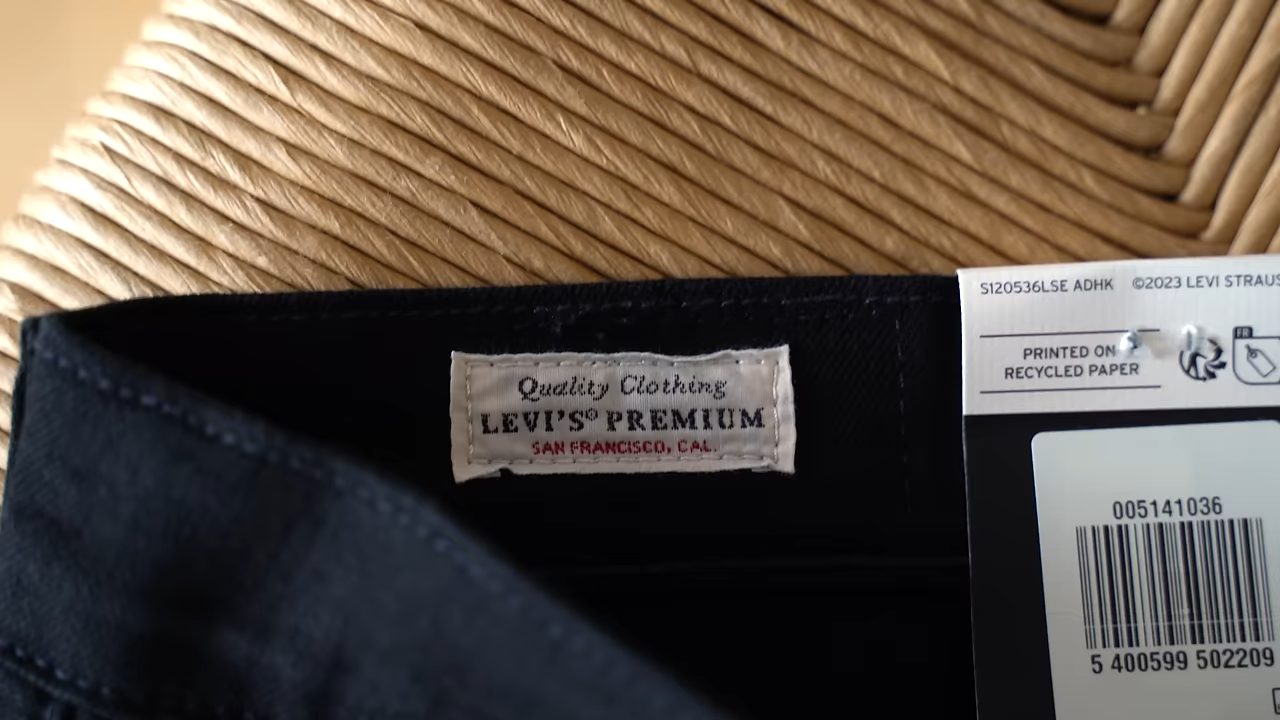 Quality Clothing
LEVI'S® PREMIUM
SAN FRANCISCO, CAL.
S120536LSE ADHK ©2023 LEVI STRAUS
PRINTED ON
RECYCLED PAPER
FR
005141036
5 400599 502209